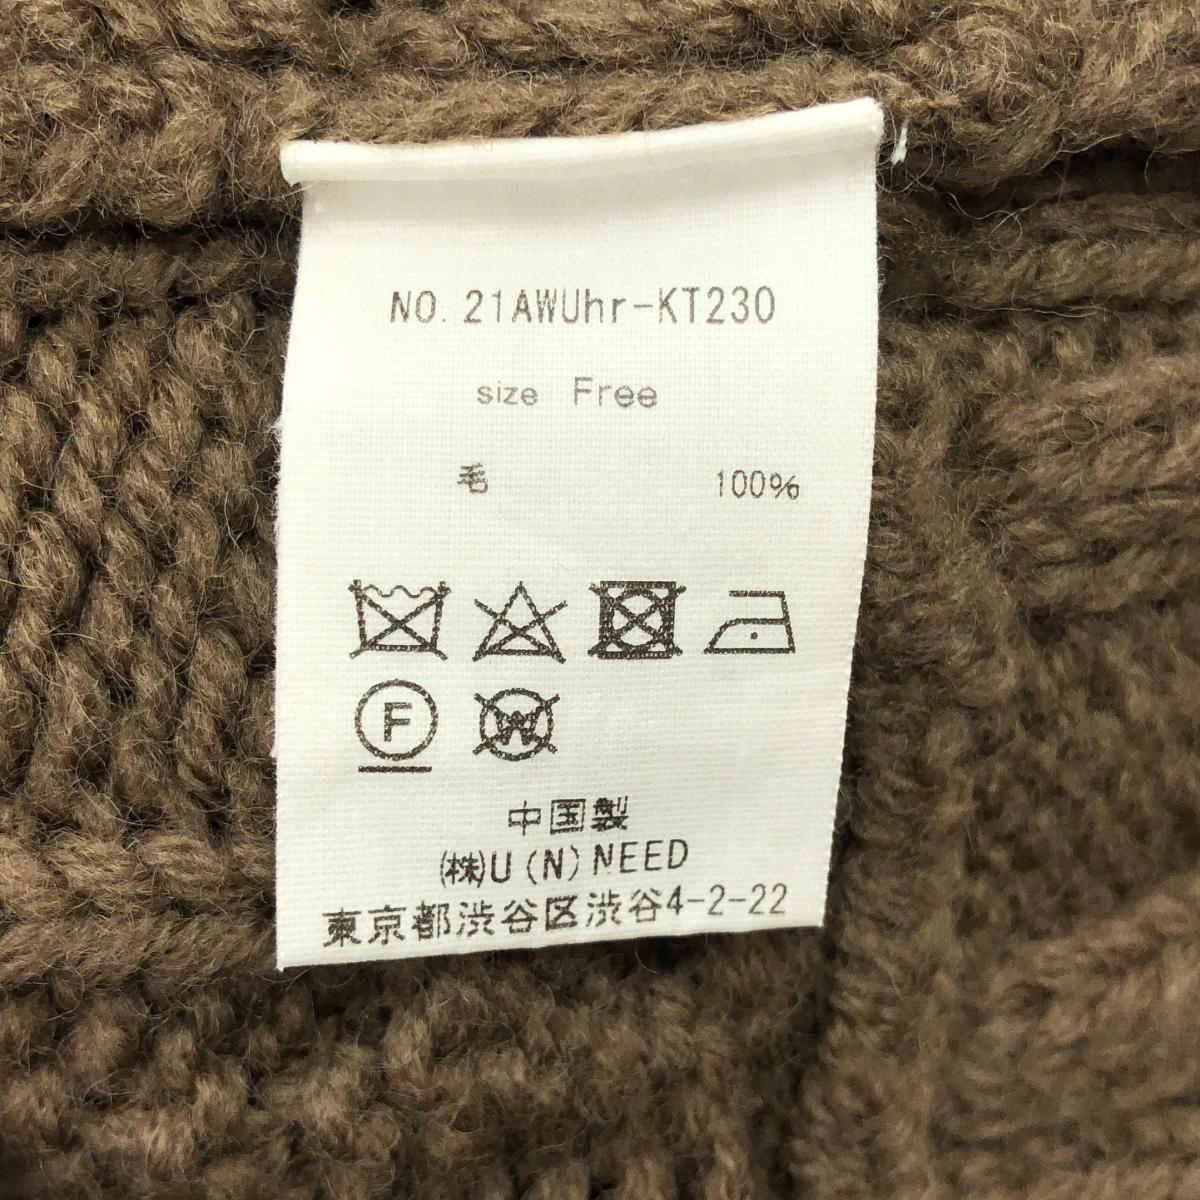 NO. 21AWUhr-KT230
size Free
毛 100%
F W
中国製
㈱U(N)NEED
東京都渋谷区渋谷4-2-22